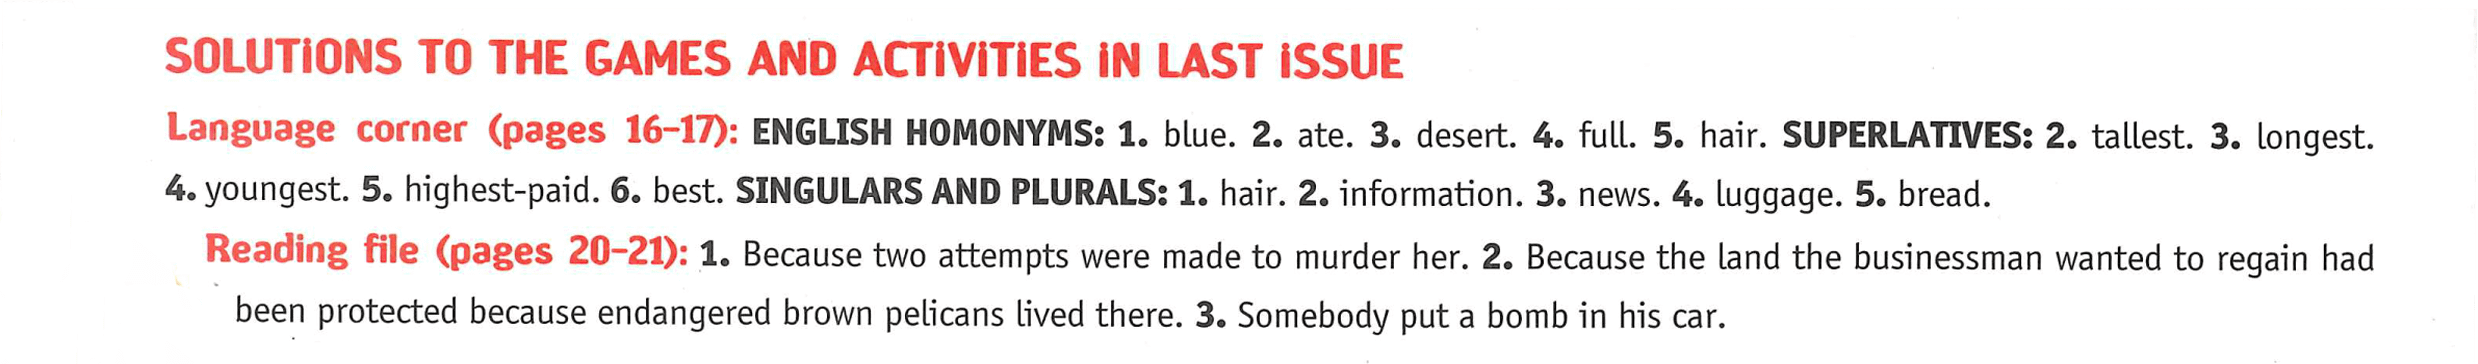 SOLUTIONS TO THE GAMES AND ACTIVITIES IN LAST ISSUE
Language corner (pages 16-17): ENGLISH HOMONYMS: 1. blue. 2. ate. 3. desert. 4. full. 5. hair. SUPERLATIVES: 2. tallest. 3. longest.
4. youngest. 5. highest-paid. 6. best. SINGULARS AND PLURALS: 1. hair. 2. information. 3. news. 4. luggage. 5. bread.
Reading file (pages 20-21): 1. Because two attempts were made to murder her. 2. Because the land the businessman wanted to regain had
been protected because endangered brown pelicans lived there. 3. Somebody put a bomb in his car.